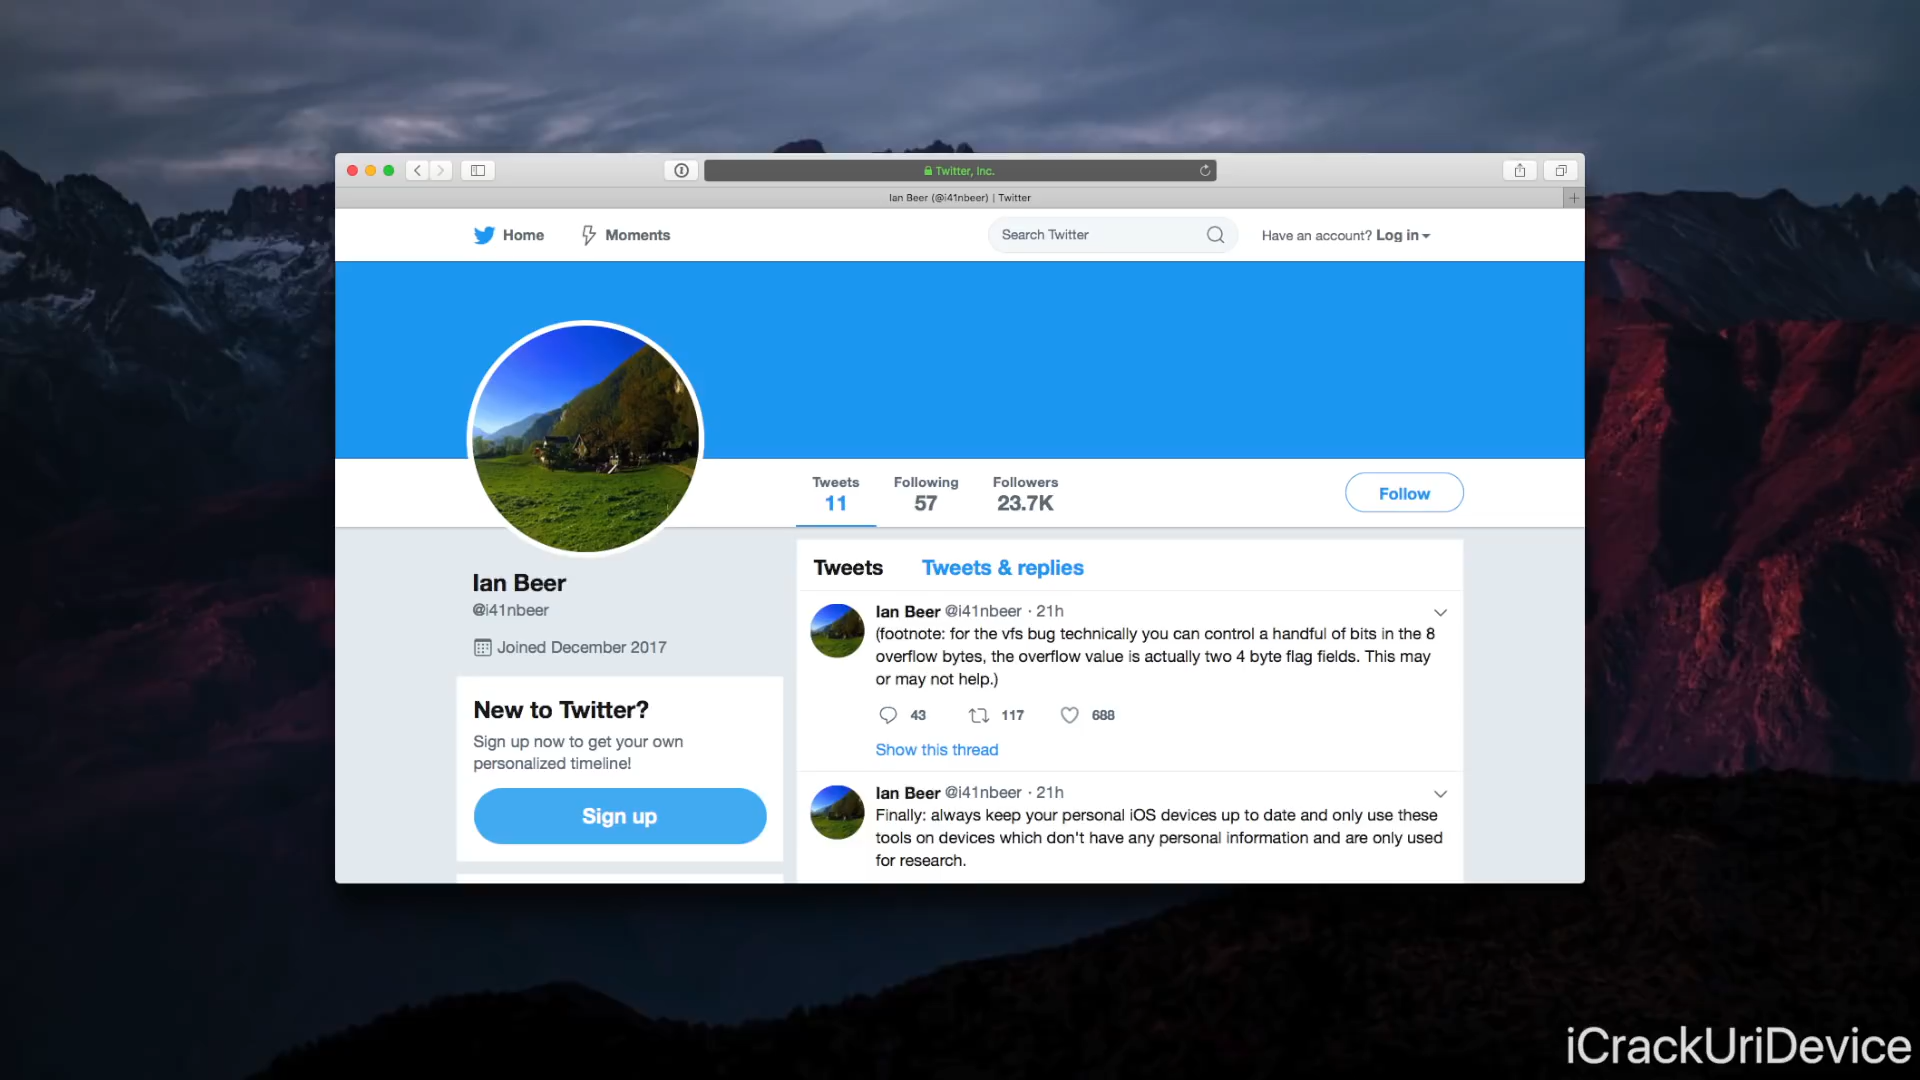 Twitter, Inc.
Ian Beer (@i41nbeer) | Twitter
Home Moments Search Twitter Have an account? Log in
Tweets Following Followers
11 57 23.7K
Follow
Ian Beer
@i41nbeer
Joined December 2017
New to Twitter?
Sign up now to get your own
personalized timeline!
Sign up
Tweets Tweets & replies
Ian Beer @i41nbeer · 21h
(footnote: for the vfs bug technically you can control a handful of bits in the 8
overflow bytes, the overflow value is actually two 4 byte flag fields. This may
or may not help.)
43 117 688
Show this thread
Ian Beer @i41nbeer · 21h
Finally: always keep your personal iOS devices up to date and only use these
tools on devices which don't have any personal information and are only used
for research.
iCrackUriDevice